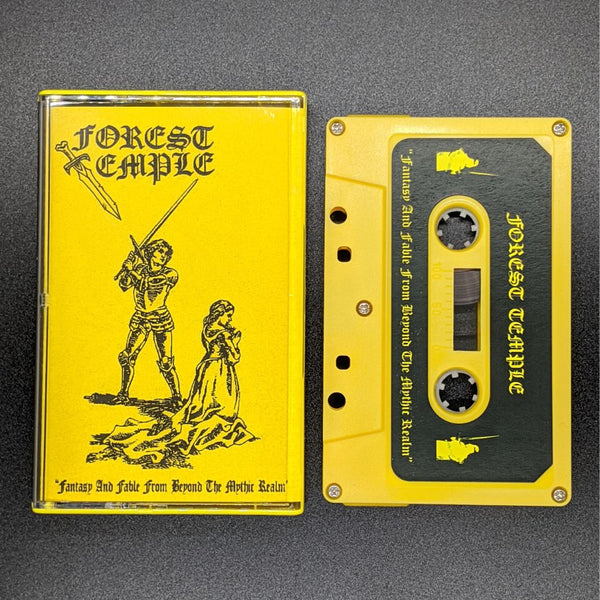 FOREST
TEMPLE
"Fantasy And Fable From Beyond The Mythic Realm"
FOREST TEMPLE
"Fantasy And Fable From Beyond The Mythic Realm"